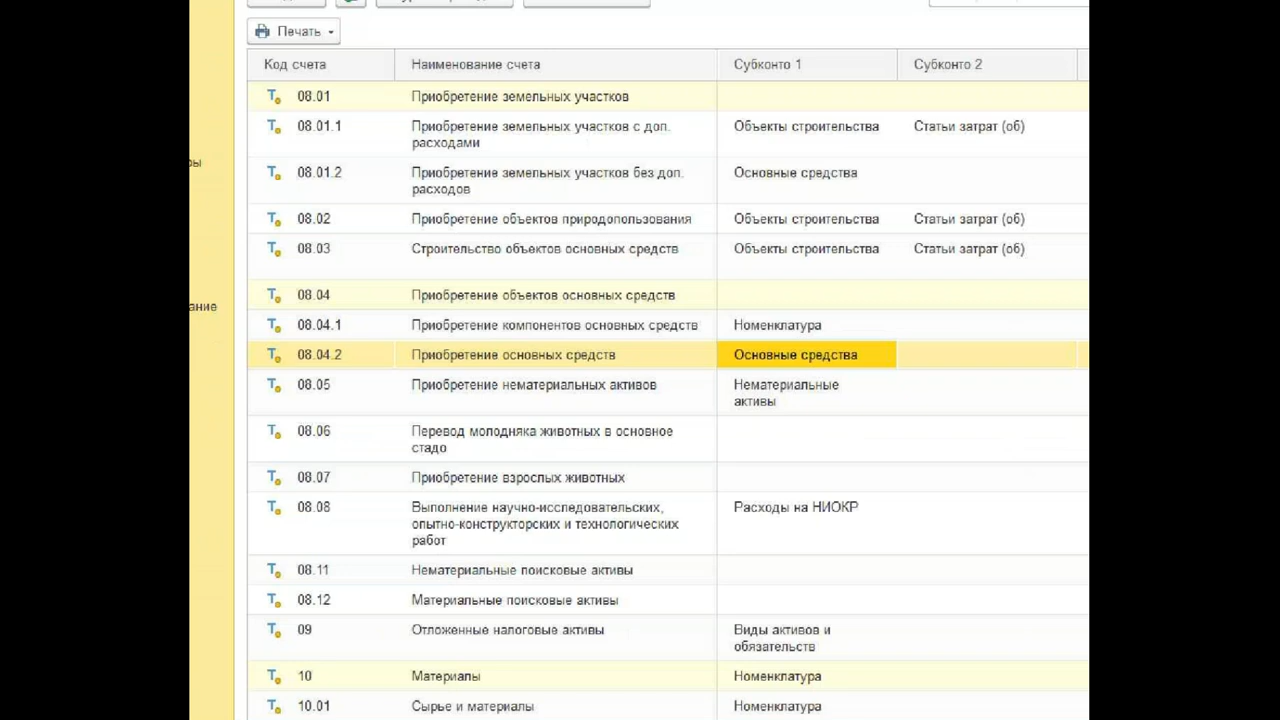 Печать
Код счета Наименование счета Субконто 1 Субконто 2
08.01 Приобретение земельных участков
08.01.1 Приобретение земельных участков с доп. Объекты строительства Статьи затрат (об)
расходами
ры
08.01.2 Приобретение земельных участков без доп. Основные средства
расходов
08.02 Приобретение объектов природопользования Объекты строительства Статьи затрат (об)
08.03 Строительство объектов основных средств Объекты строительства Статьи затрат (об)
08.04 Приобретение объектов основных средств
ание
08.04.1 Приобретение компонентов основных средств Номенклатура
08.04.2 Приобретение основных средств Основные средства
08.05 Приобретение нематериальных активов Нематериальные
активы
08.06 Перевод молодняка животных в основное
стадо
08.07 Приобретение взрослых животных
08.08 Выполнение научно-исследовательских, Расходы на НИОКР
опытно-конструкторских и технологических
работ
08.11 Нематериальные поисковые активы
08.12 Материальные поисковые активы
09 Отложенные налоговые активы Виды активов и
обязательств
10 Материалы Номенклатура
10.01 Сырье и материалы Номенклатура